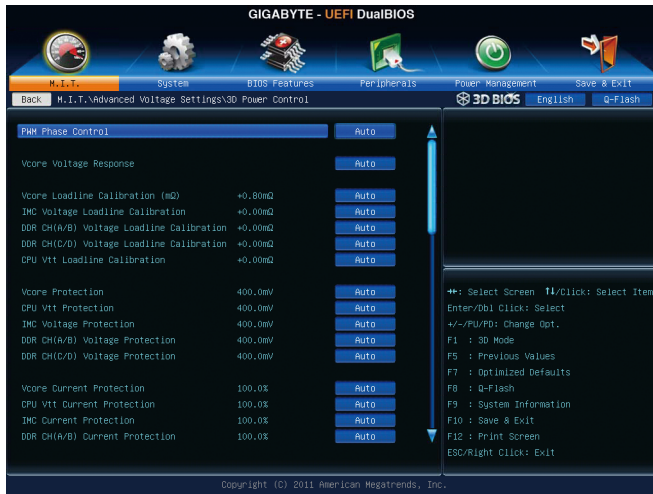 GIGABYTE - UEFI DualBIOS
M.I.T. System BIOS Features Peripherals Power Management Save & Exit
Back M.I.T.\Advanced Voltage Settings\3D Power Control 3D BIOS English Q-Flash
PWM Phase Control Auto
Vcore Voltage Response Auto
Vcore Loadline Calibration (mΩ) +0.80mΩ Auto
IMC Voltage Loadline Calibration +0.00mΩ Auto
DDR CH(A/B) Voltage Loadline Calibration +0.00mΩ Auto
DDR CH(C/D) Voltage Loadline Calibration +0.00mΩ Auto
CPU Vtt Loadline Calibration +0.00mΩ Auto
Vcore Protection 400.0mV Auto
CPU Vtt Protection 400.0mV Auto
IMC Voltage Protection 400.0mV Auto
DDR CH(A/B) Voltage Protection 400.0mV Auto
DDR CH(C/D) Voltage Protection 400.0mV Auto
Vcore Current Protection 100.0% Auto
CPU Vtt Current Protection 100.0% Auto
IMC Current Protection 100.0% Auto
DDR CH(A/B) Current Protection 100.0% Auto
→←: Select Screen ↑↓/Click: Select Item
Enter/Dbl Click: Select
+/-/PU/PD: Change Opt.
F1 : 3D Mode
F5 : Previous Values
F7 : Optimized Defaults
F8 : Q-Flash
F9 : System Information
F10 : Save & Exit
F12 : Print Screen
ESC/Right Click: Exit
Copyright (C) 2011 American Megatrends, Inc.